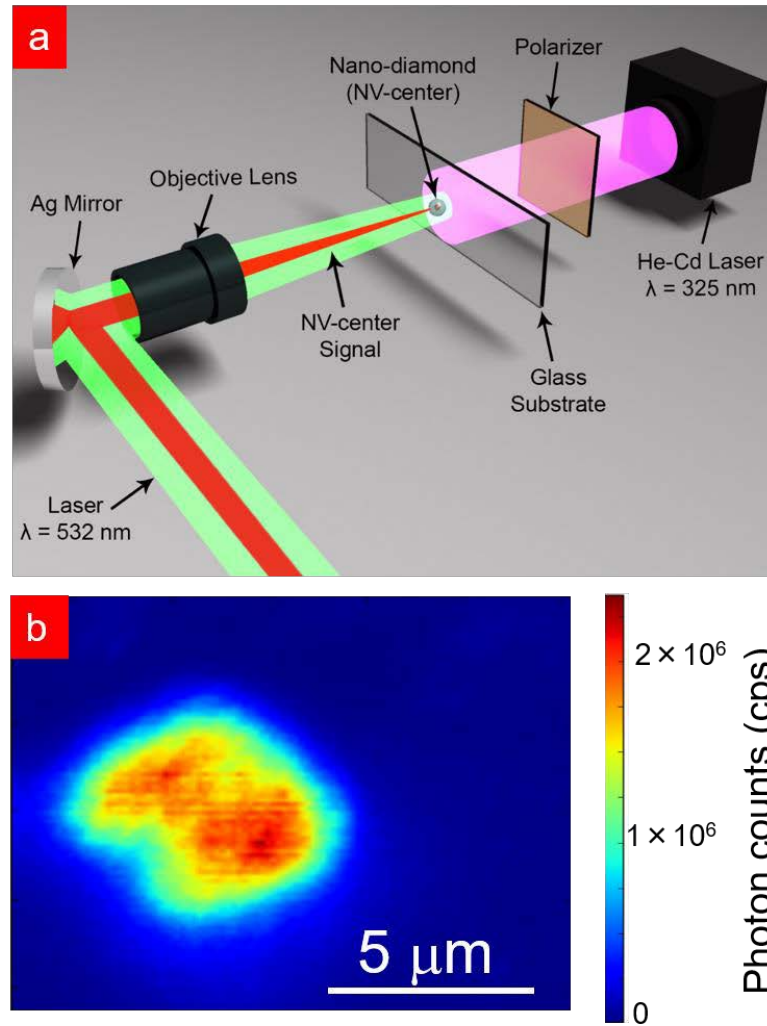 a
Polarizer
Nano-diamond
(NV-center)
Objective Lens
Ag Mirror
He-Cd Laser
λ = 325 nm
NV-center
Signal
Glass
Substrate
Laser
λ = 532 nm
b
2 × 10⁶
1 × 10⁶
0
Photon counts (cps)
5 μm